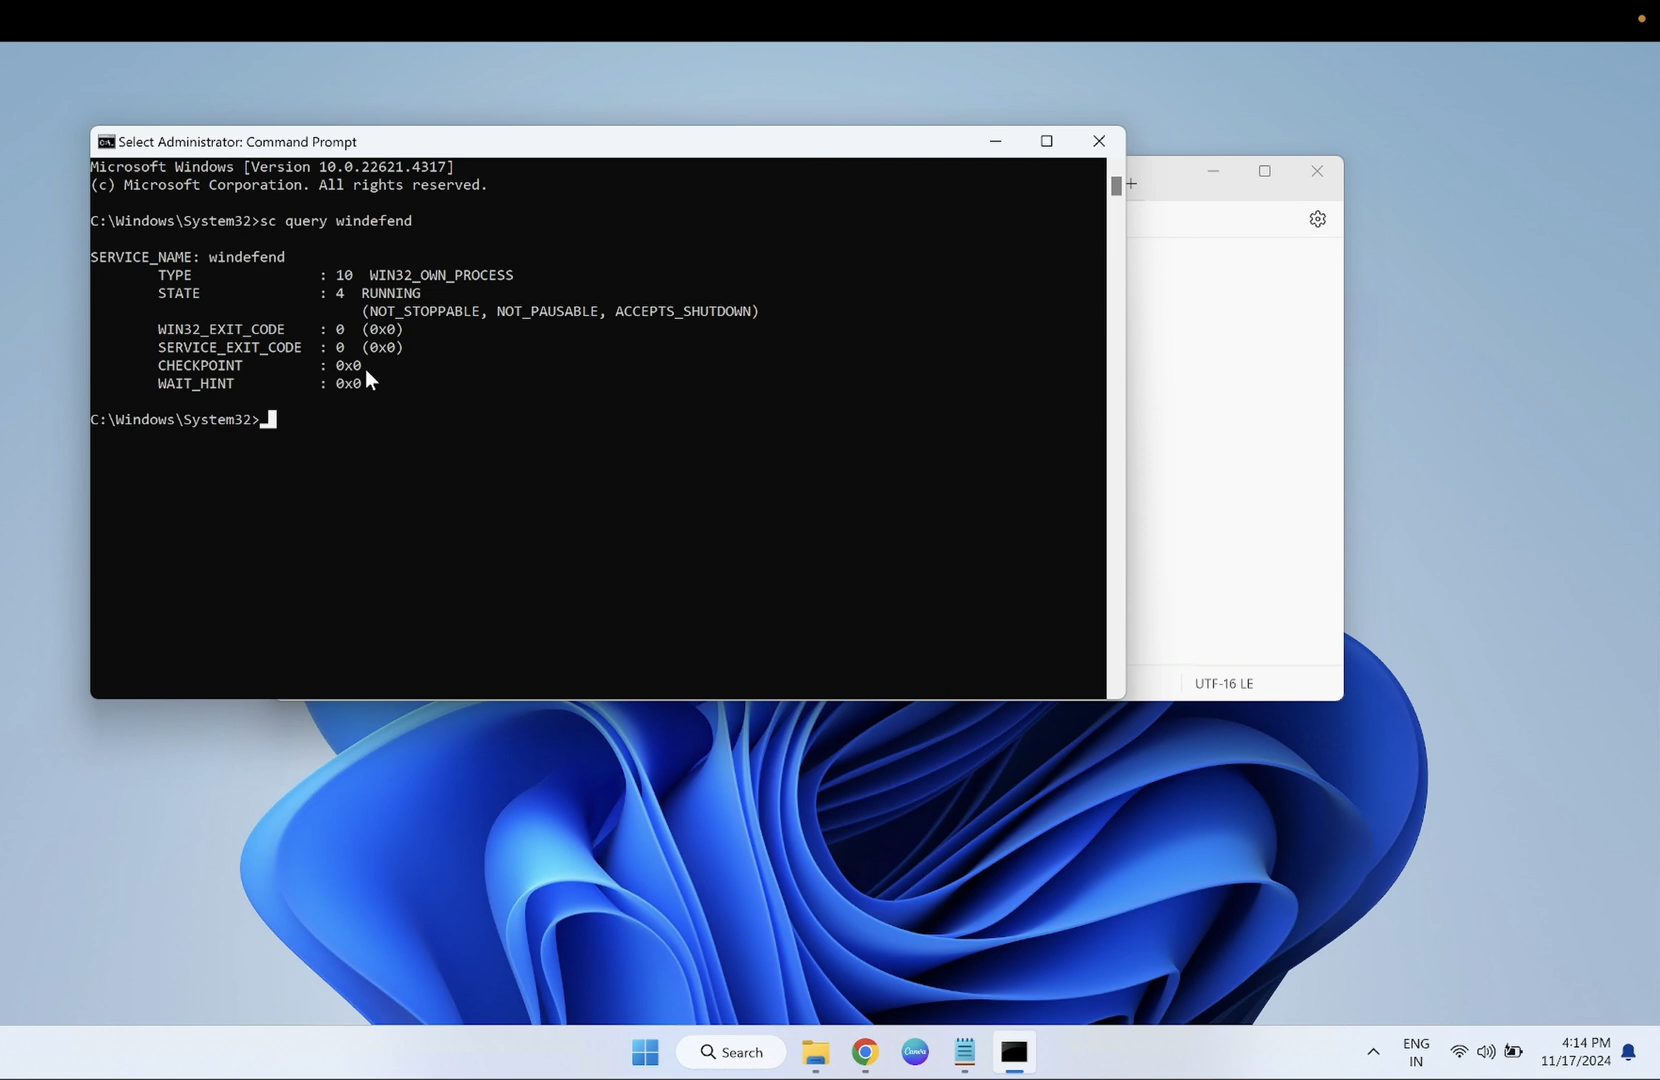 Select Administrator: Command Prompt
Microsoft Windows [Version 10.0.22621.4317]
(c) Microsoft Corporation. All rights reserved.
C:\Windows\System32>sc query windefend
SERVICE_NAME: windefend
TYPE : 10 WIN32_OWN_PROCESS
STATE : 4 RUNNING
(NOT_STOPPABLE, NOT_PAUSABLE, ACCEPTS_SHUTDOWN)
WIN32_EXIT_CODE : 0 (0x0)
SERVICE_EXIT_CODE : 0 (0x0)
CHECKPOINT : 0x0
WAIT_HINT : 0x0
C:\Windows\System32>
UTF-16 LE
Search
Canva
ENG
IN
4:14 PM
11/17/2024